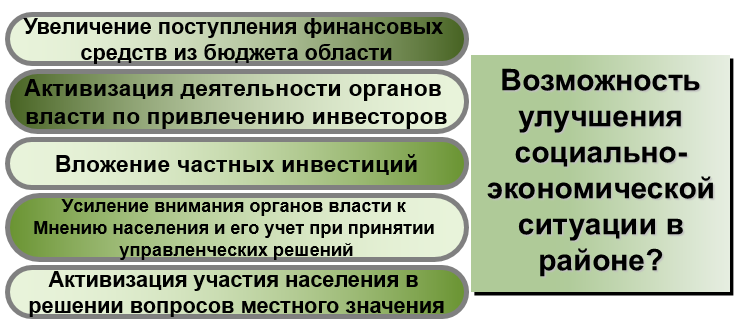 Увеличение поступления финансовых
средств из бюджета области
Активизация деятельности органов
власти по привлечению инвесторов
Вложение частных инвестиций
Усиление внимания органов власти к
Мнению населения и его учет при принятии
управленческих решений
Активизация участия населения в
решении вопросов местного значения
Возможность
улучшения
социально-
экономической
ситуации в
районе?